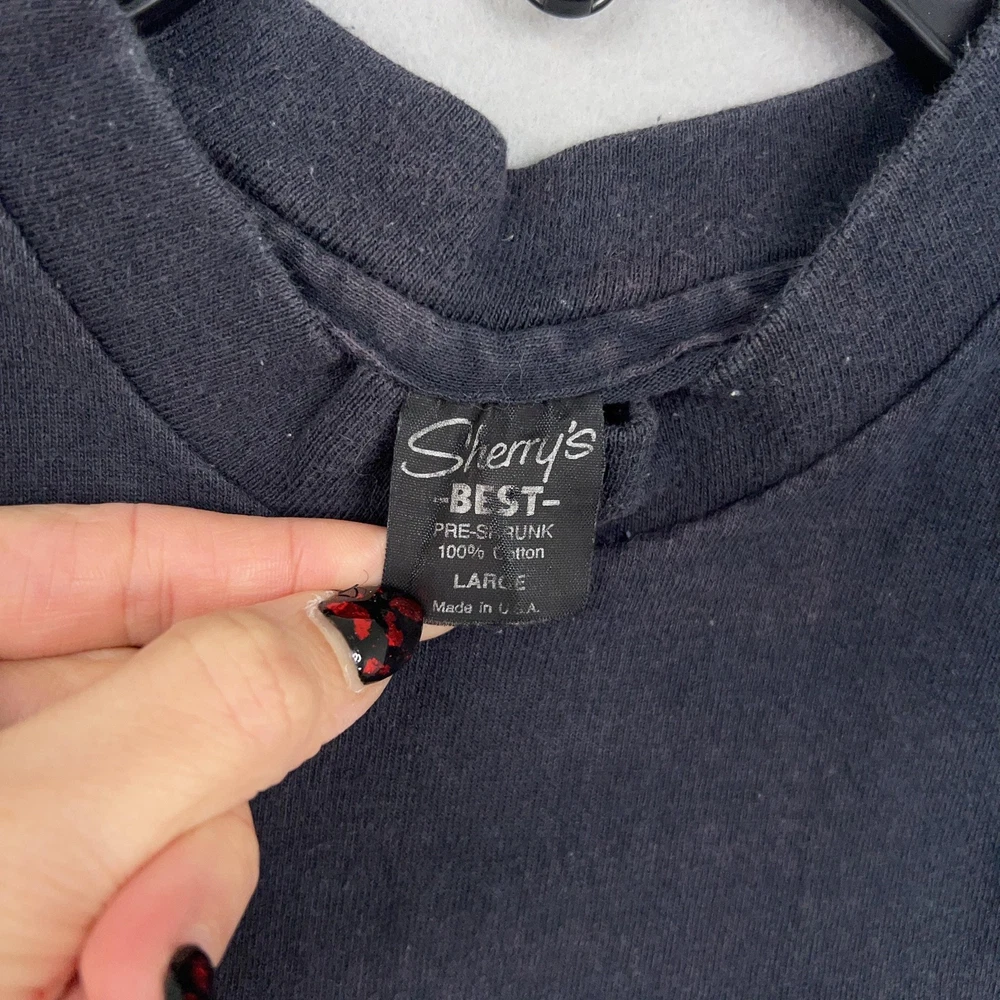 Sherry's
-BEST-
PRE-SHRUNK
100% Cotton
LARGE
Made in U.S.A.